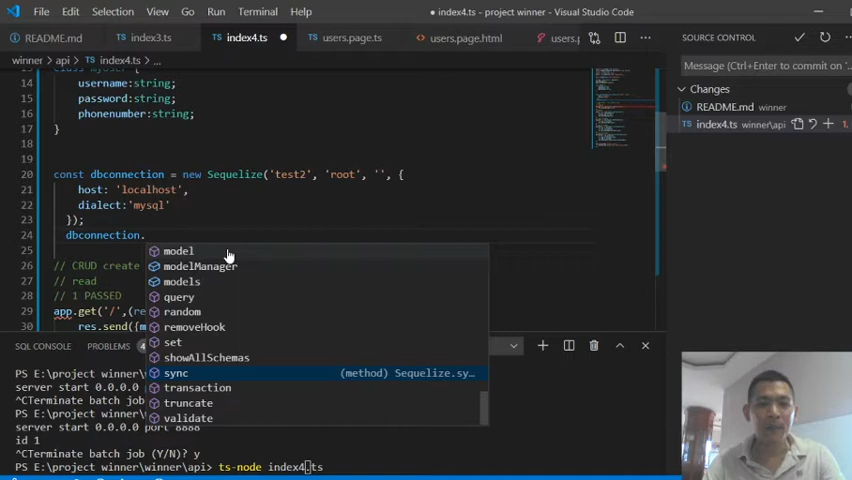 File Edit Selection View Go Run Terminal Help
index4.ts - project winner - Visual Studio Code
README.md index3.ts index4.ts users.page.ts users.page.html users.p
SOURCE CONTROL
winner > api > index4.ts > ...
Message (Ctrl+Enter to commit on
Changes
README.md winner
index4.ts winner\api 1.
14 username:string;
15 password:string;
16 phonenumber:string;
17 }
18
19
20 const dbconnection = new Sequelize('test2', 'root', '', {
21 host: 'localhost',
22 dialect:'mysql'
23 });
24 dbconnection.
25
model
modelManager
models
query
random
removeHook
set
showAllSchemas
sync (method) Sequelize.sy…
transaction
truncate
validate
26 // CRUD create
27 // read
28 // 1 PASSED
29 app.get('/',(re
30 res.send({m
SQL CONSOLE PROBLEMS 4
PS E:\project winner\winne
server start 0.0.0.0 po
^CTerminate batch job (
PS E:\project winner\wi
server start 0.0.0.0 port 8888
id 1
^CTerminate batch job (Y/N)? y
PS E:\project winner\winner\api> ts-node index4.ts